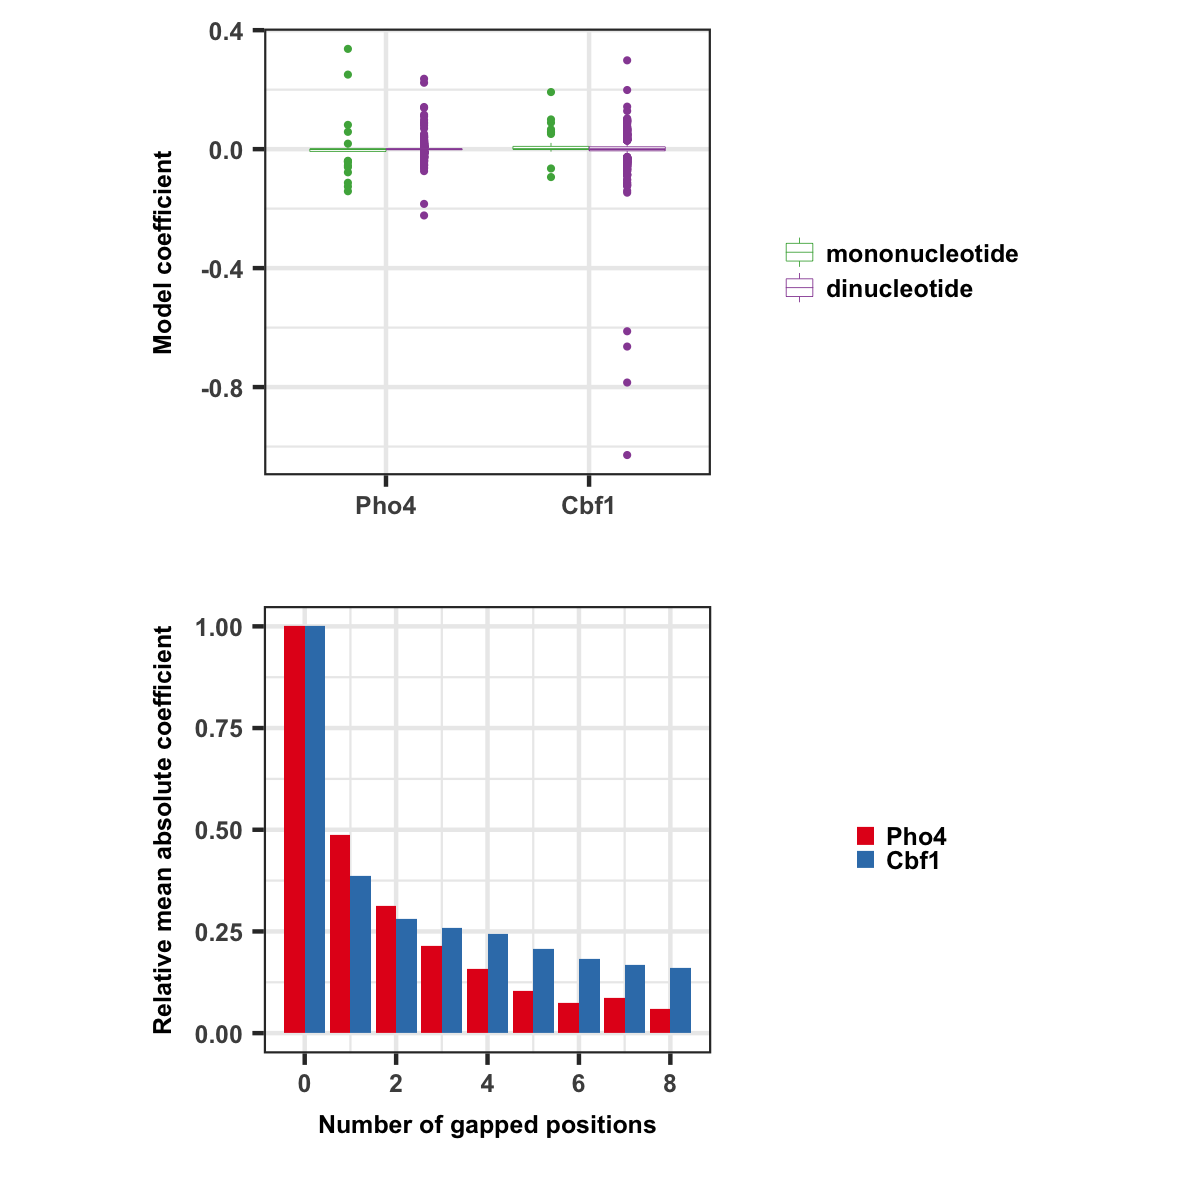 0.4
0.0
-0.4
-0.8
Model coefficient
Pho4
Cbf1
mononucleotide
dinucleotide
1.00
0.75
0.50
0.25
0.00
Relative mean absolute coefficient
0
2
4
6
8
Number of gapped positions
Pho4
Cbf1